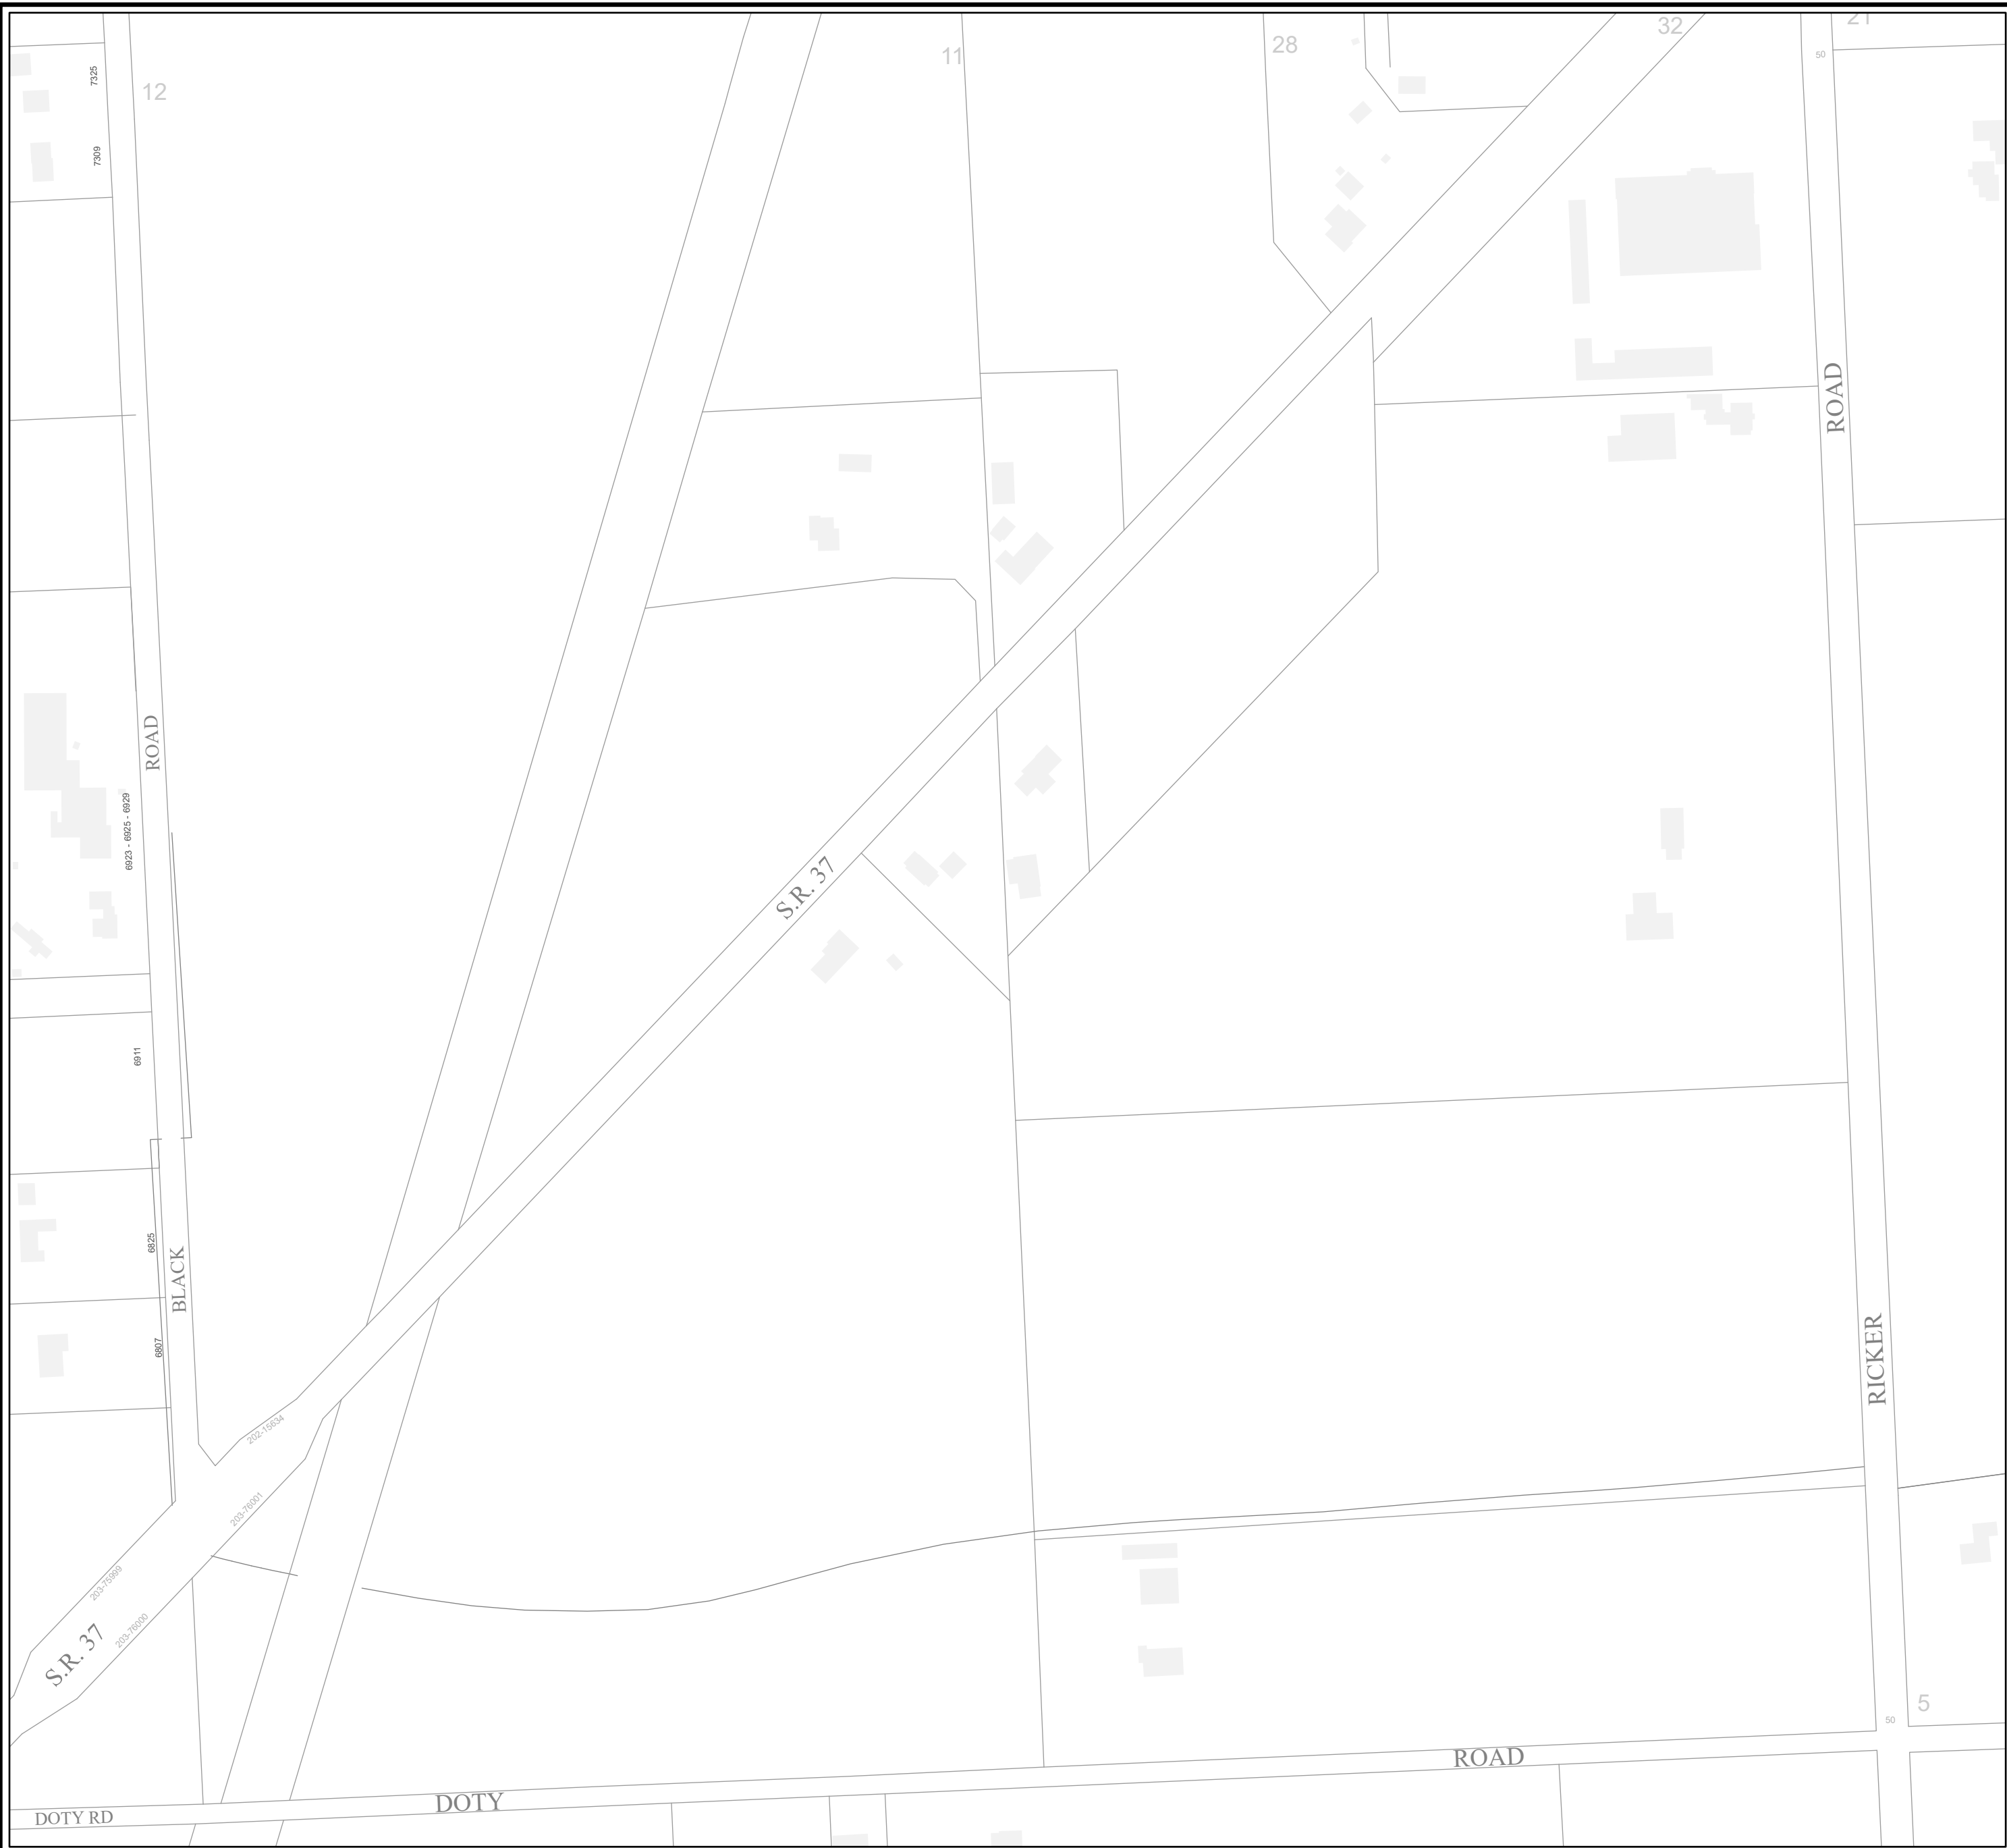 32
21
28
11
50
7325
12
7309
ROAD
ROAD
6923 - 6925 - 6929
S.R. 37
6911
6825
BLACK
6807
RICKER
202-15634
203-76001
203-75999
203-76000
S.R. 37
5
50
ROAD
DOTY
DOTY RD